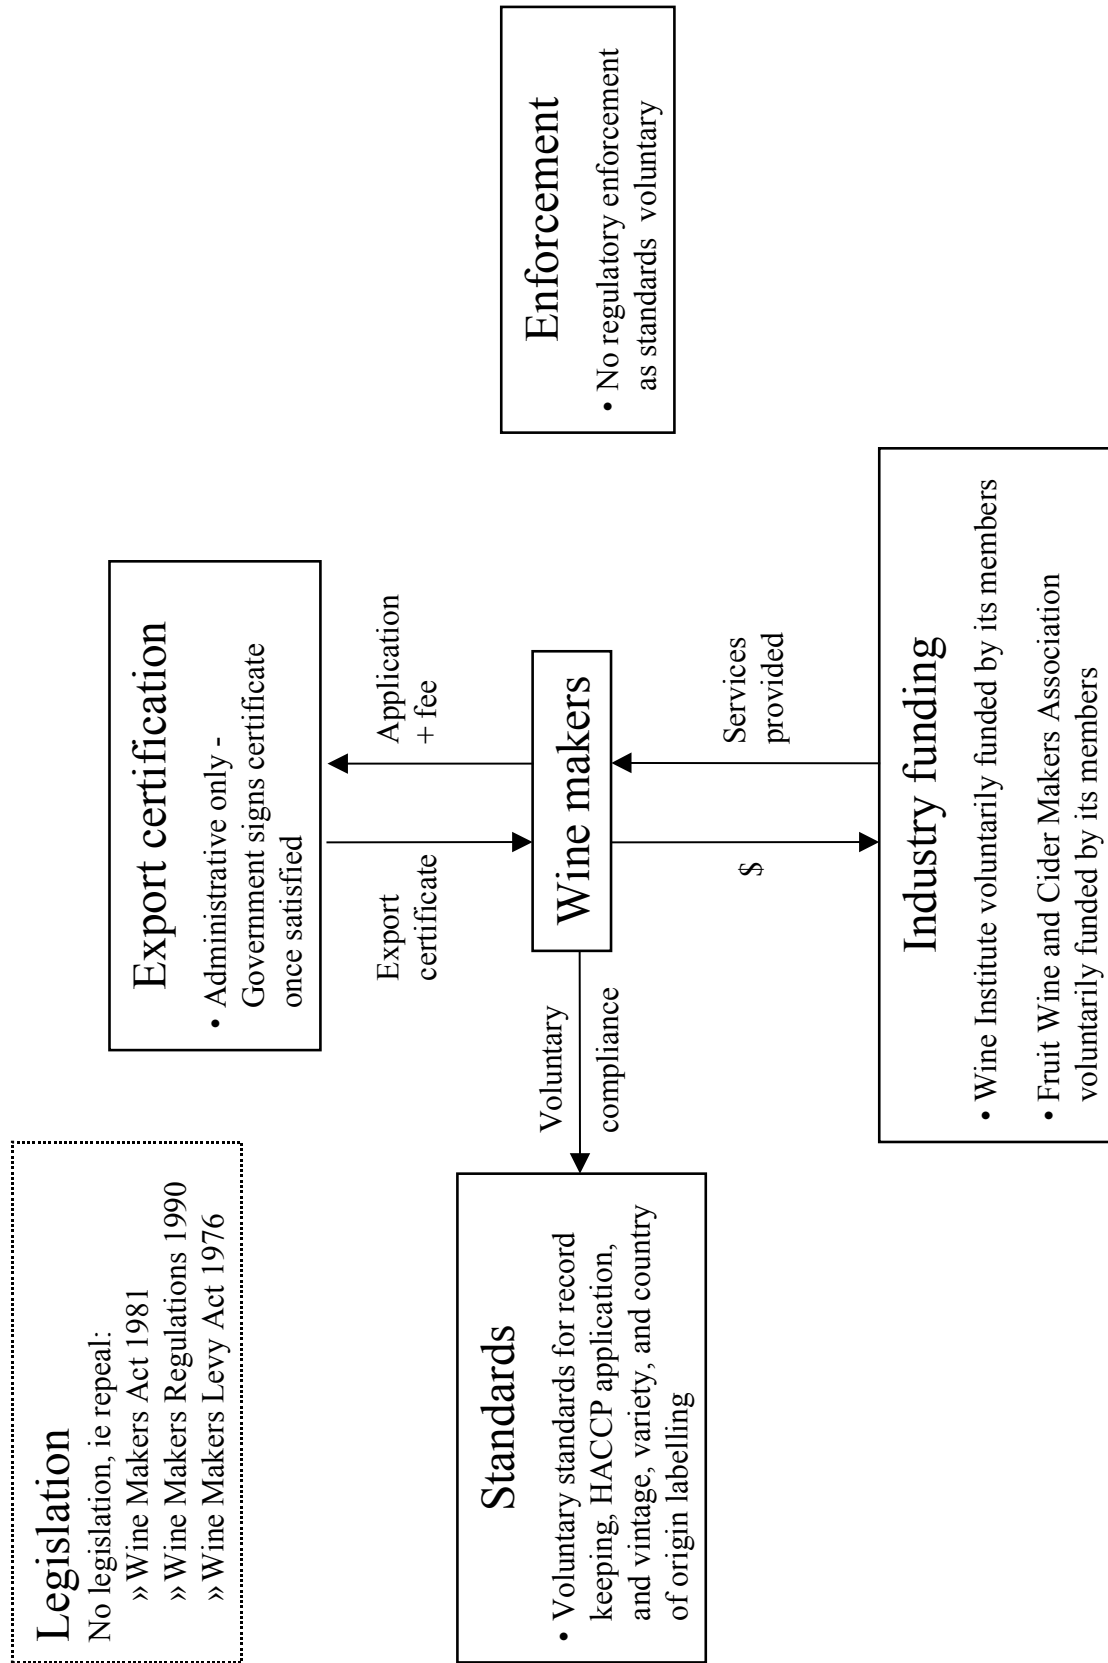 Legislation
No legislation, ie repeal:
» Wine Makers Act 1981
» Wine Makers Regulations 1990
» Wine Makers Levy Act 1976
Export certification
• Administrative only -
Government signs certificate
once satisfied
Export
certificate
Application
+ fee
Standards
• Voluntary standards for record
keeping, HACCP application,
and vintage, variety, and country
of origin labelling
Voluntary
compliance
Wine makers
Enforcement
• No regulatory enforcement
as standards voluntary
$
Services
provided
Industry funding
• Wine Institute voluntarily funded by its members
• Fruit Wine and Cider Makers Association
voluntarily funded by its members